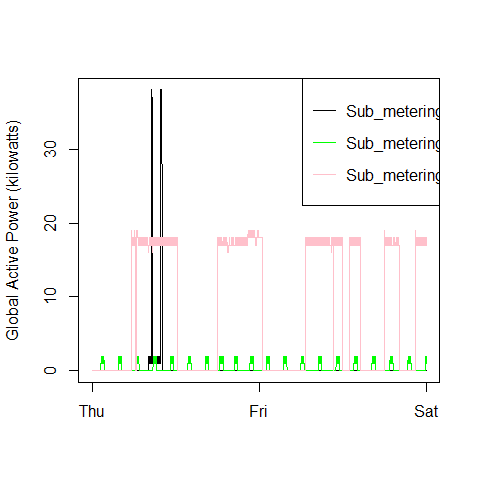 Global Active Power (kilowatts)
30
20
10
0
Thu
Fri
Sat
Sub_metering
Sub_metering
Sub_metering